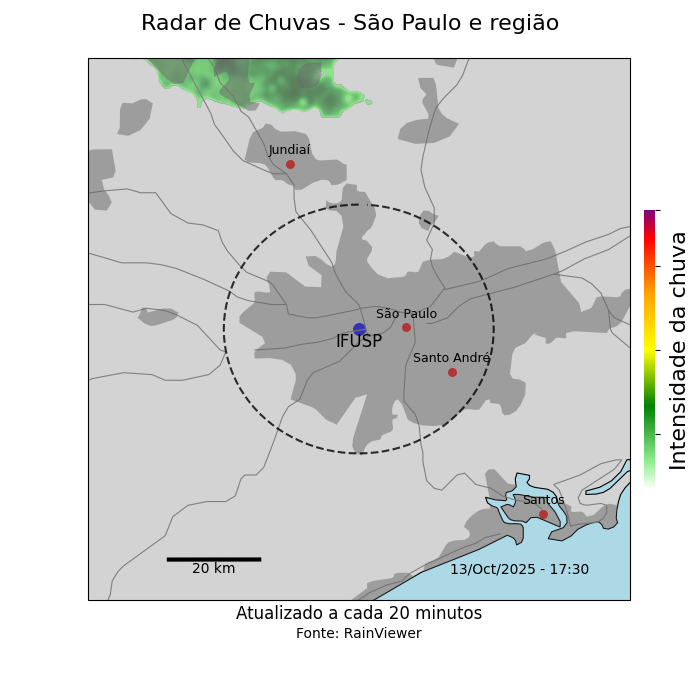 Radar de Chuvas - São Paulo e região
Jundiaí
São Paulo
IFUSP
Santo André
Santos
20 km
13/Oct/2025 - 17:30
Intensidade da chuva
Atualizado a cada 20 minutos
Fonte: RainViewer